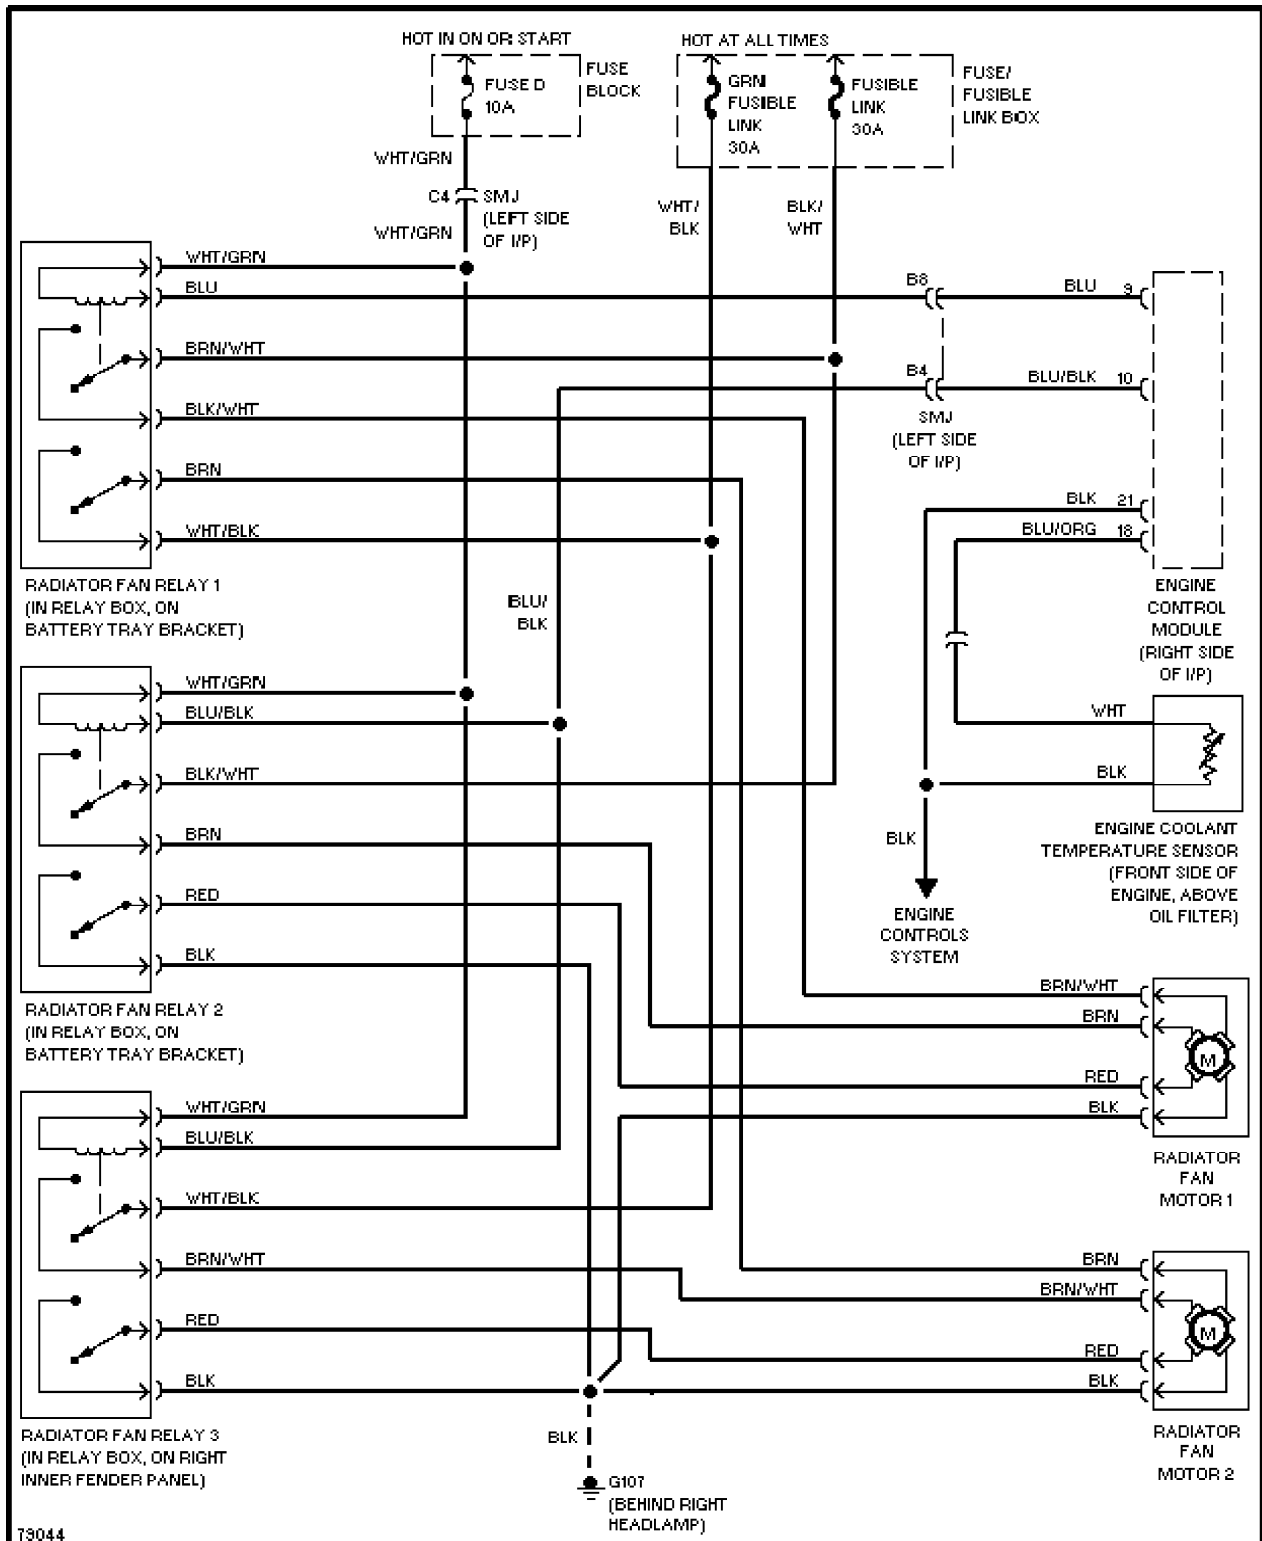 HOT IN ON OR START
HOT AT ALL TIMES
FUSE D
10A
FUSE
BLOCK
GRN
FUSIBLE
LINK
30A
FUSIBLE
LINK
30A
FUSE/
FUSIBLE
LINK BOX
WHT/GRN
C4
SMJ
(LEFT SIDE
OF I/P)
WHT/GRN
WHT/
BLK
BLK/
WHT
WHT/GRN
BLU
BRN/WHT
BLK/WHT
BRN
WHT/BLK
RADIATOR FAN RELAY 1
(IN RELAY BOX, ON
BATTERY TRAY BRACKET)
B8
BLU 9
B4
BLU/BLK 10
SMJ
(LEFT SIDE
OF I/P)
BLK 21
BLU/ORG 18
ENGINE
CONTROL
MODULE
(RIGHT SIDE
OF I/P)
BLU/
BLK
WHT/GRN
BLU/BLK
BLK/WHT
BRN
RED
BLK
RADIATOR FAN RELAY 2
(IN RELAY BOX, ON
BATTERY TRAY BRACKET)
WHT
BLK
ENGINE COOLANT
TEMPERATURE SENSOR
(FRONT SIDE OF
ENGINE, ABOVE
OIL FILTER)
BLK
ENGINE
CONTROLS
SYSTEM
BRN/WHT
BRN
RED
BLK
M
RADIATOR
FAN
MOTOR 1
WHT/GRN
BLU/BLK
WHT/BLK
BRN/WHT
RED
BLK
RADIATOR FAN RELAY 3
(IN RELAY BOX, ON RIGHT
INNER FENDER PANEL)
BRN
BRN/WHT
RED
BLK
M
RADIATOR
FAN
MOTOR 2
BLK
G107
(BEHIND RIGHT
HEADLAMP)
79044